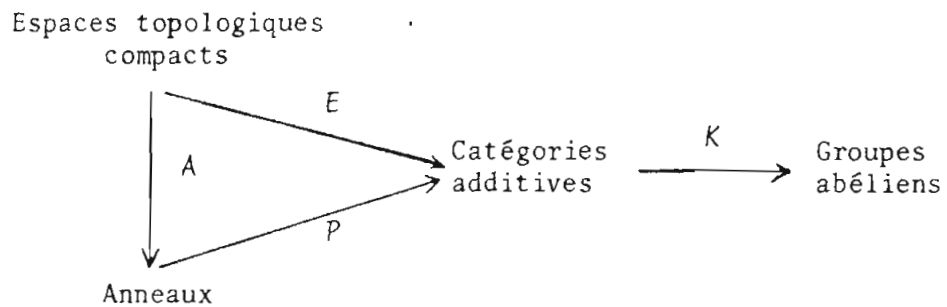 Espaces topologiques
compacts
E
A
Catégories
additives
K
Groupes
abéliens
P
Anneaux